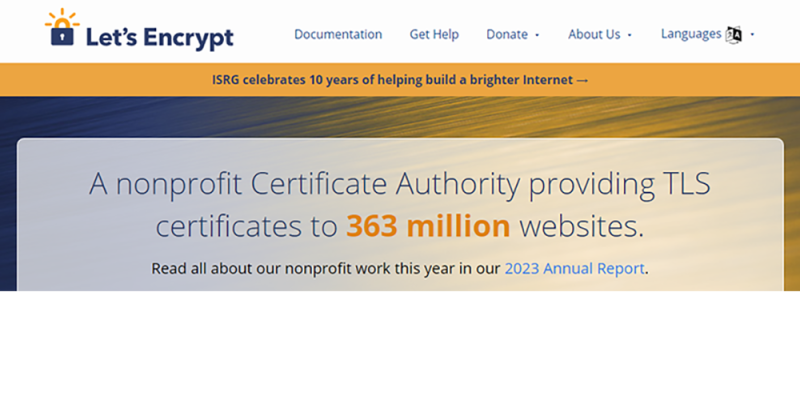 Let's Encrypt
Documentation Get Help Donate About Us Languages
ISRG celebrates 10 years of helping build a brighter Internet →
A nonprofit Certificate Authority providing TLS
certificates to 363 million websites.
Read all about our nonprofit work this year in our 2023 Annual Report.